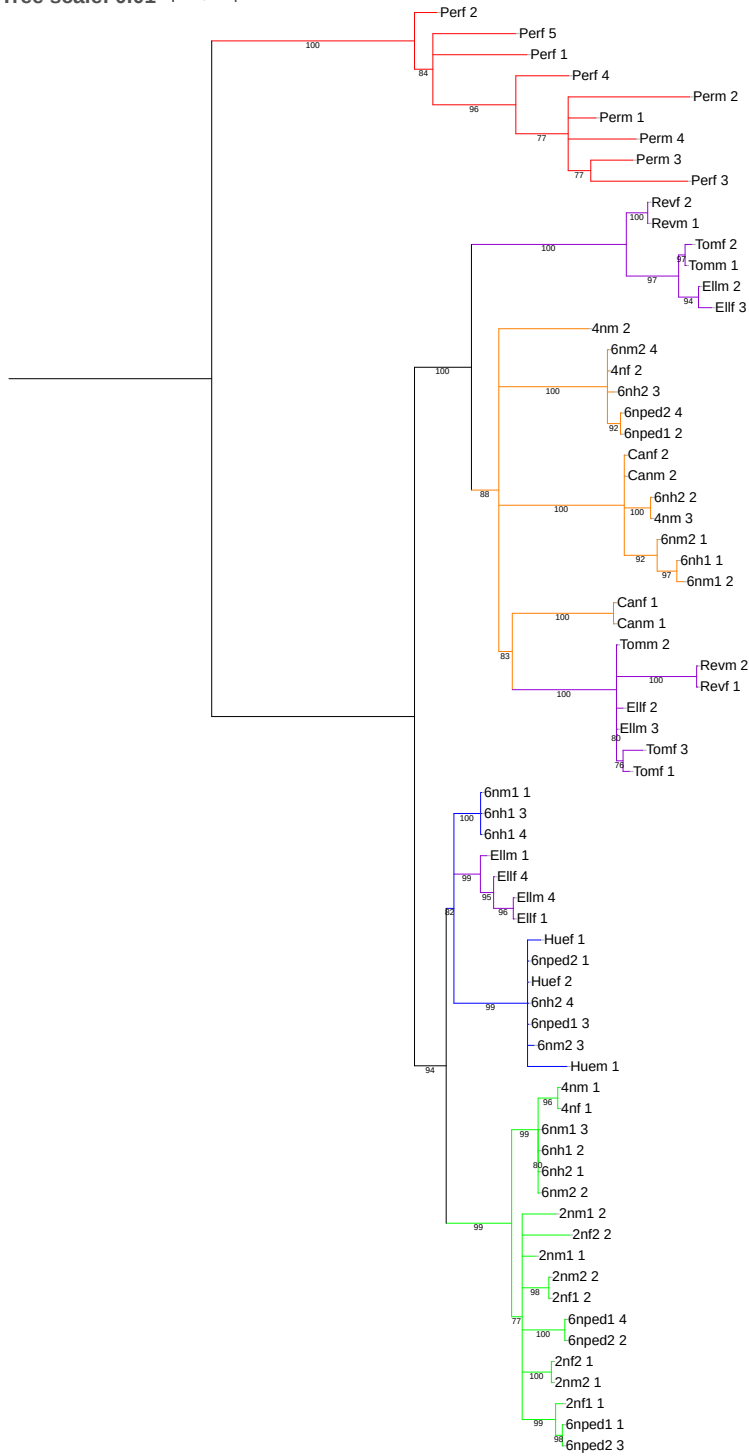 Tree scale: 0.01
Perf 2
100
Perf 5
Perf 1
84
Perf 4
Perm 2
96
Perm 1
77
Perm 4
Perm 3
77
Perf 3
Revf 2
100
Revm 1
100
Tomf 2
97
Tomm 1
97
Ellm 2
94
Ellf 3
4nm 2
6nm2 4
100
4nf 2
100
6nh2 3
6nped2 4
92
6nped1 2
Canf 2
Canm 2
88
6nh2 2
100
100
4nm 3
6nm2 1
92
6nh1 1
97
6nm1 2
Canf 1
100
Canm 1
Tomm 2
83
Revm 2
100
Revf 1
100
Ellf 2
Ellm 3
80
Tomf 3
76
Tomf 1
6nm1 1
100
6nh1 3
6nh1 4
Ellm 1
99
Ellf 4
95
Ellm 4
82
96
Ellf 1
Huef 1
6nped2 1
Huef 2
99
6nh2 4
6nped1 3
6nm2 3
94
Huem 1
4nm 1
96
4nf 1
99
6nm1 3
6nh1 2
80
6nh2 1
6nm2 2
2nm1 2
99
2nf2 2
2nm1 1
2nm2 2
98
2nf1 2
77
6nped1 4
100
6nped2 2
2nf2 1
100
2nm2 1
2nf1 1
99
6nped1 1
98
6nped2 3